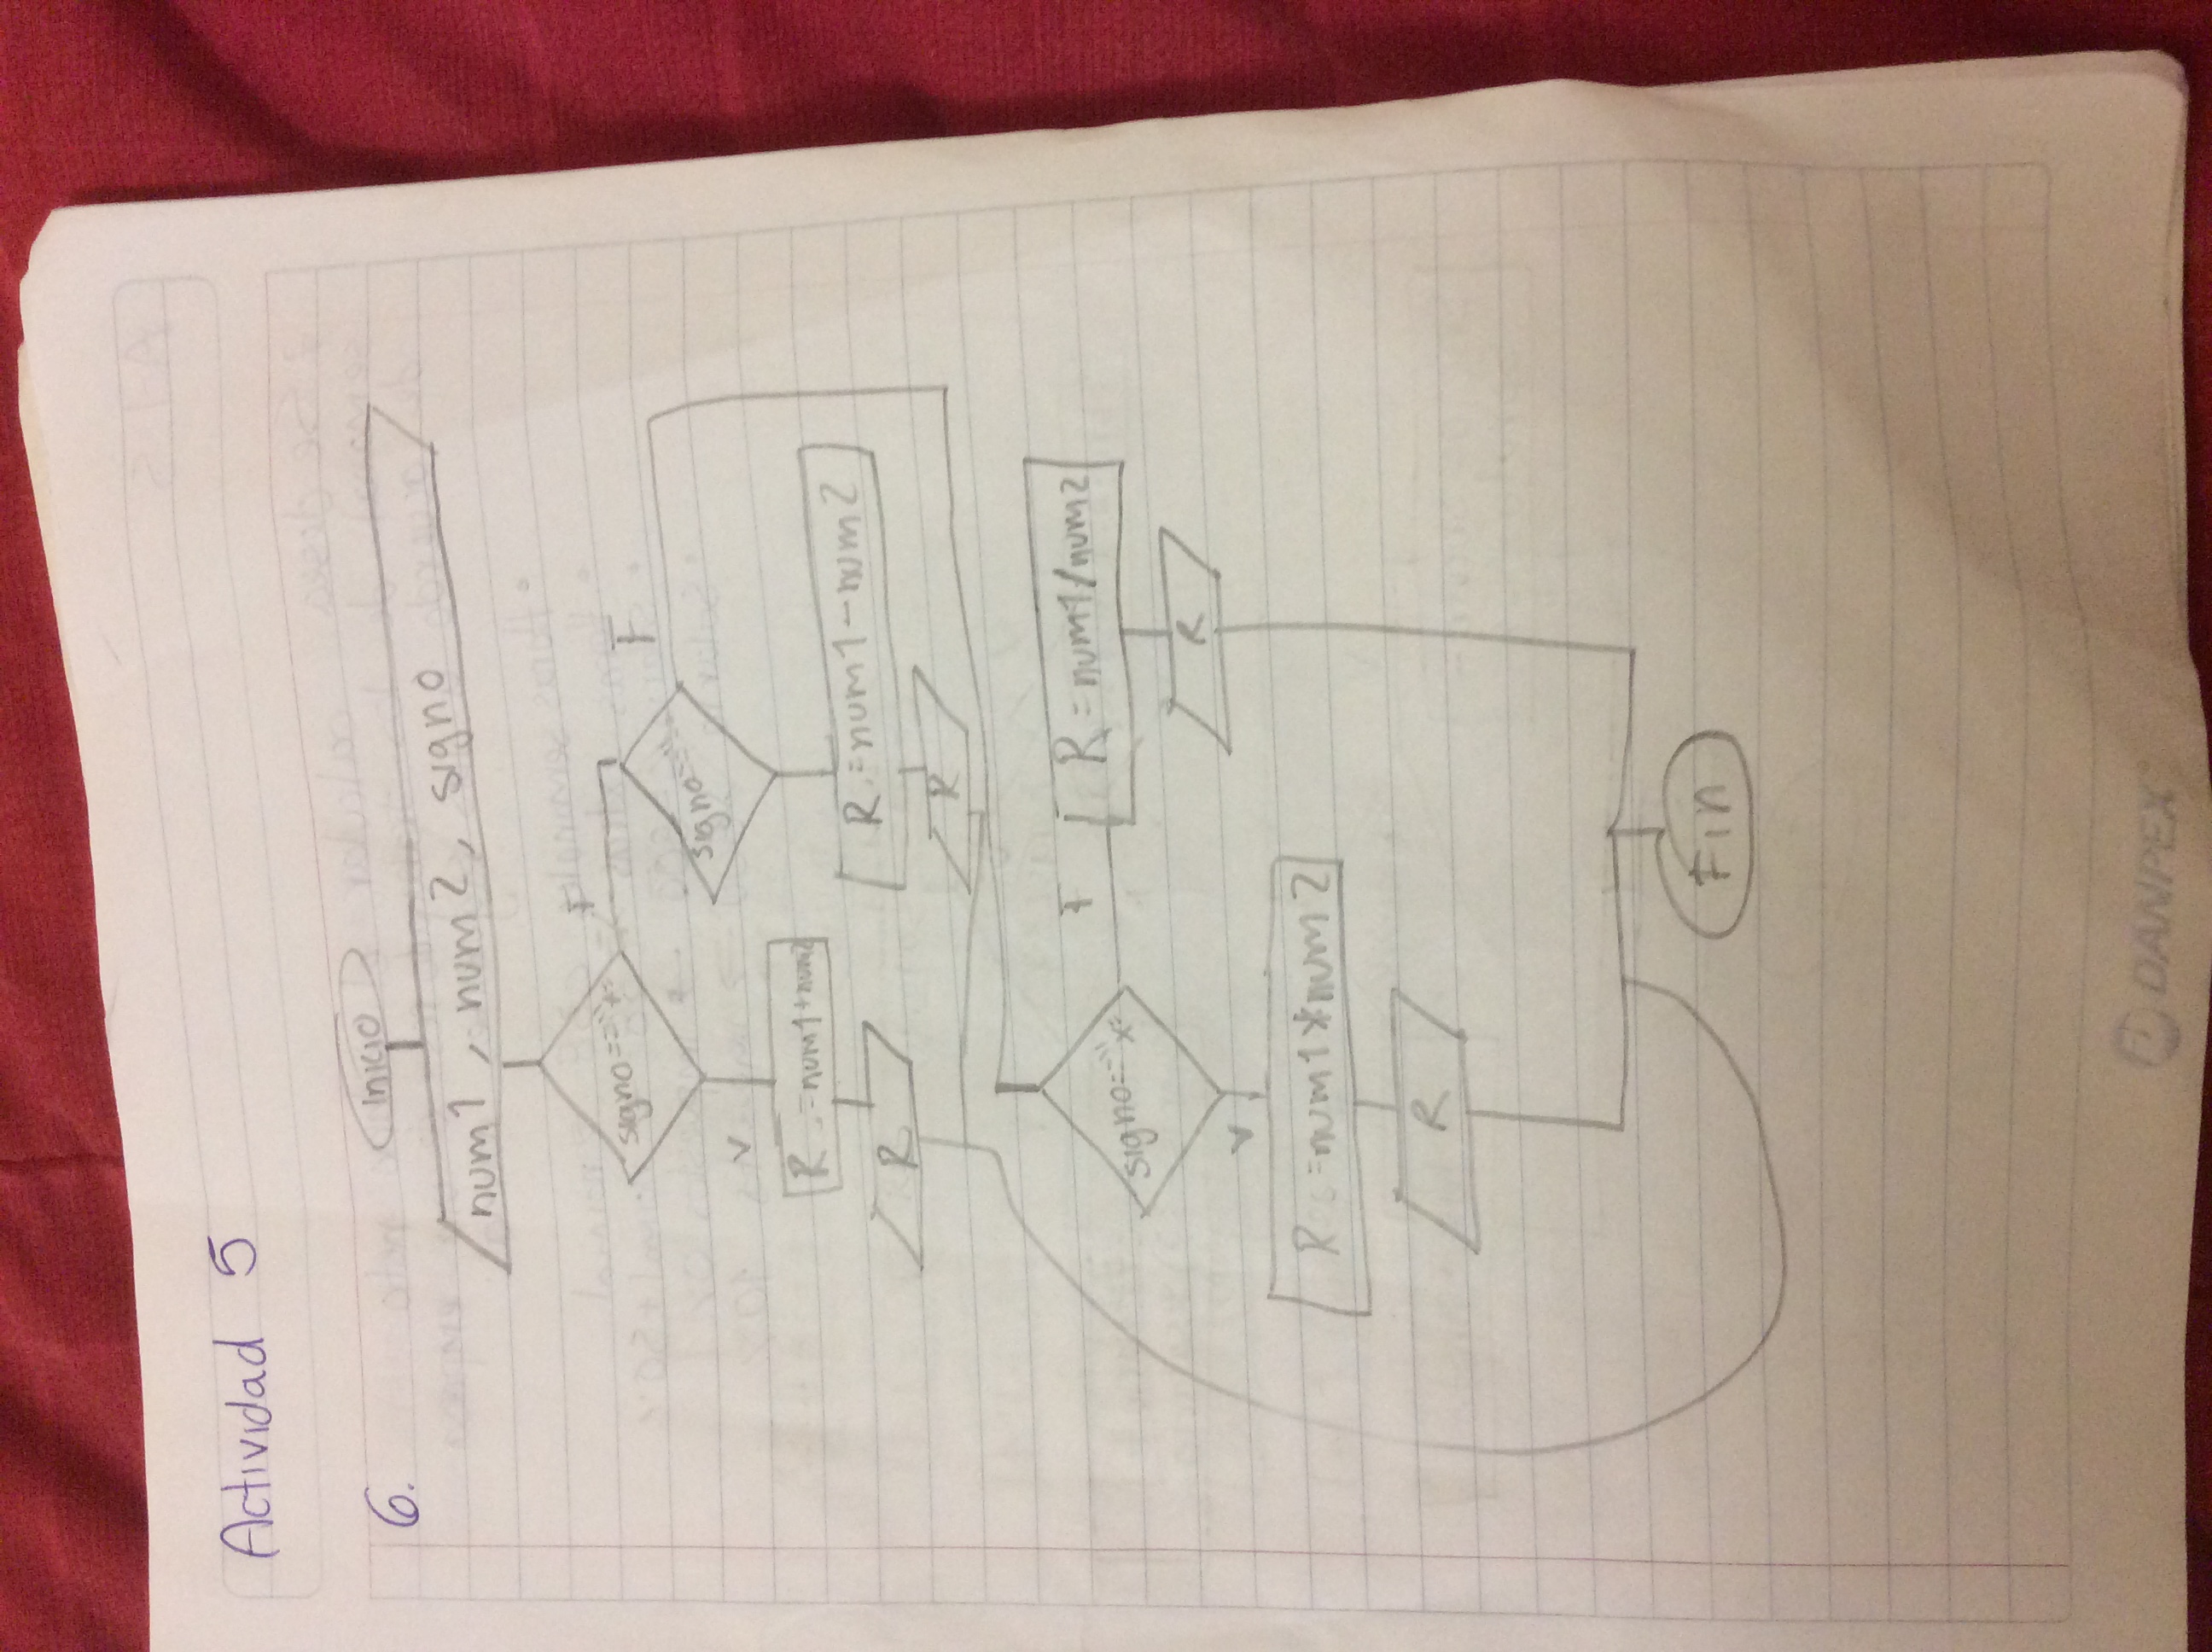 Actividad 5
6.
inicio
num1, num2, signo
signo=="+"
F
signo=="-"
F
V
R=num1+num2
R=num1-num2
R
R
signo=="*"
F
R=num1/num2
V
R
R=num1*num2
R
Fin
DANPEX